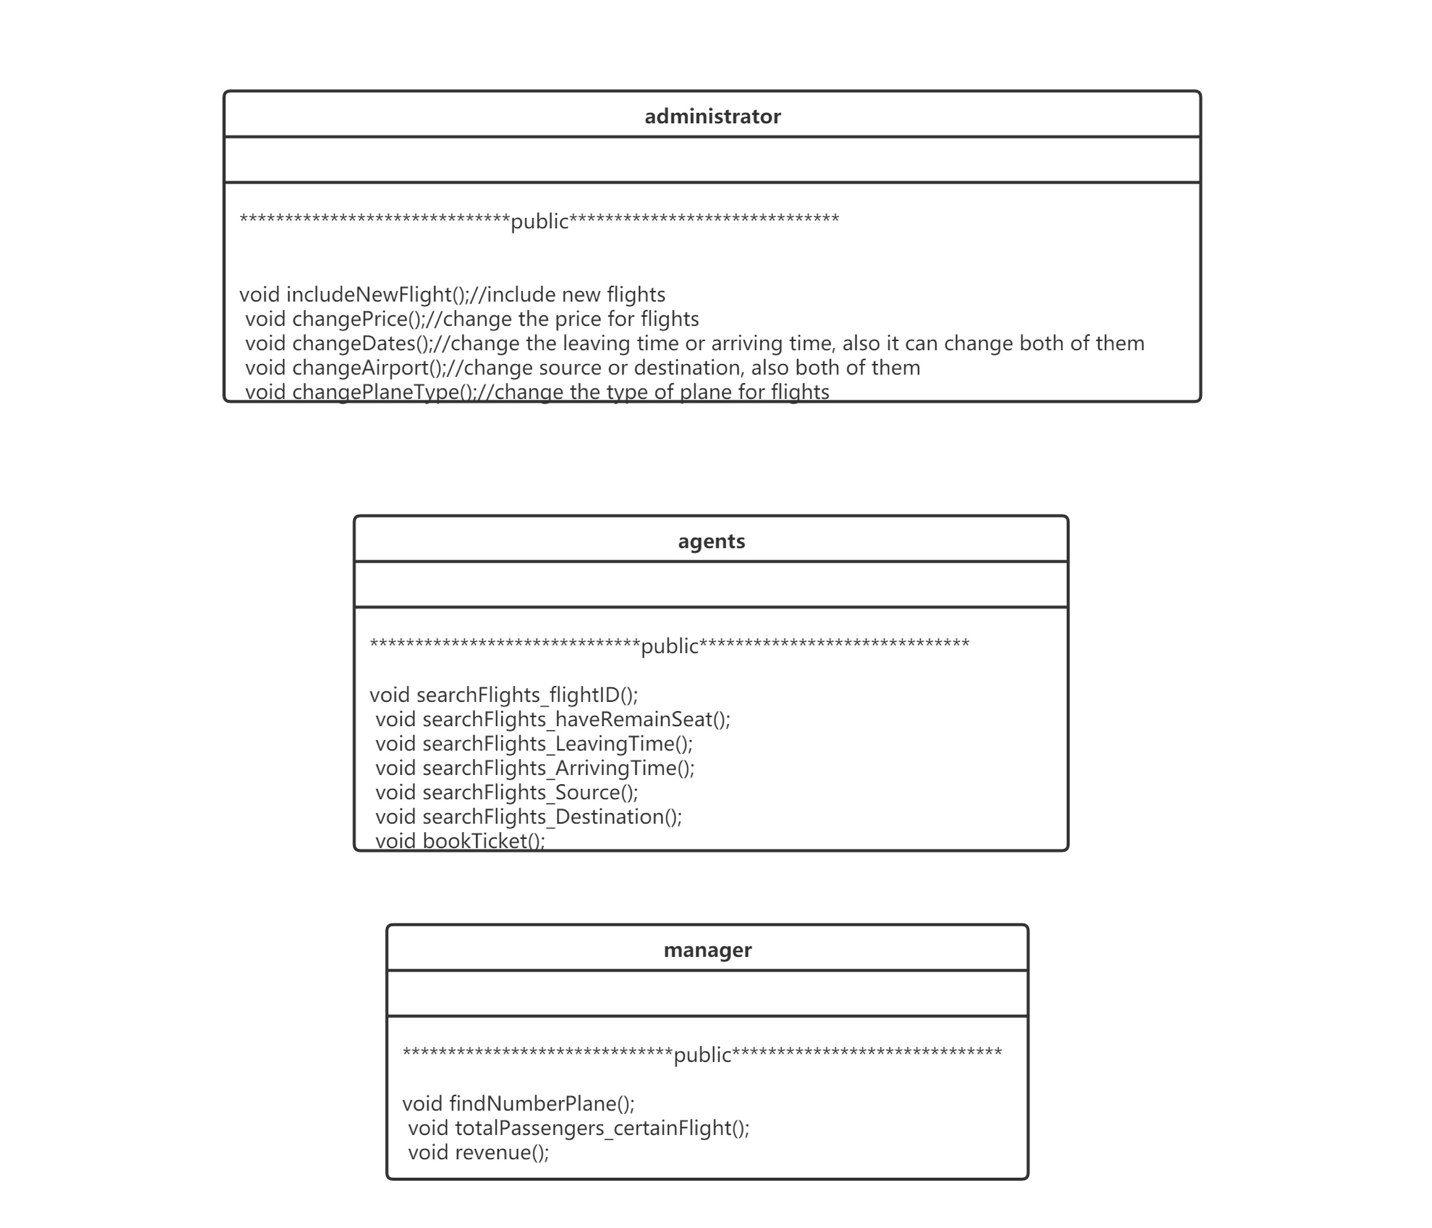 administrator
******************************public******************************
void includeNewFlight();//include new flights
void changePrice();//change the price for flights
void changeDates();//change the leaving time or arriving time, also it can change both of them
void changeAirport();//change source or destination, also both of them
void changePlaneType();//change the type of plane for flights
agents
******************************public******************************
void searchFlights_flightID();
void searchFlights_haveRemainSeat();
void searchFlights_LeavingTime();
void searchFlights_ArrivingTime();
void searchFlights_Source();
void searchFlights_Destination();
void bookTicket();
manager
******************************public******************************
void findNumberPlane();
void totalPassengers_certainFlight();
void revenue();